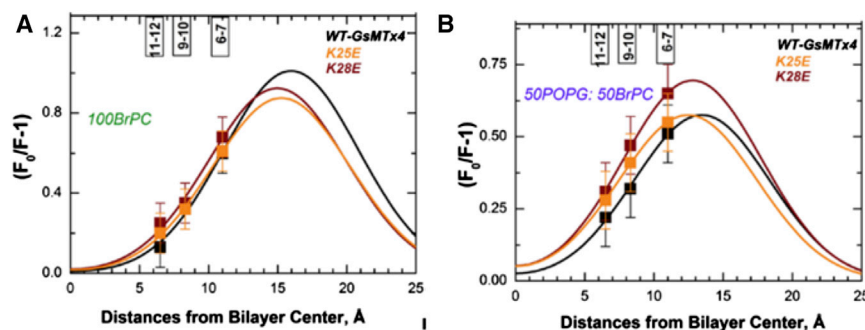 A
B
1.2
0.8
0.4
0.0
(F0/F-1)
11-12
9-10
6-7
WT-GsMTx4
K25E
K28E
100BrPC
0 5 10 15 20 25
Distances from Bilayer Center, Å
0.75
0.50
0.25
0.00
(F0/F-1)
11-12
9-10
6-7
WT-GsMTx4
K25E
K28E
50POPG: 50BrPC
0 5 10 15 20 25
Distances from Bilayer Center, Å